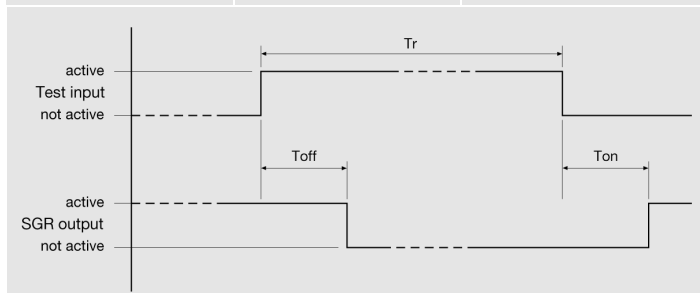 Tr
active
Test input
not active
Toff
Ton
active
SGR output
not active